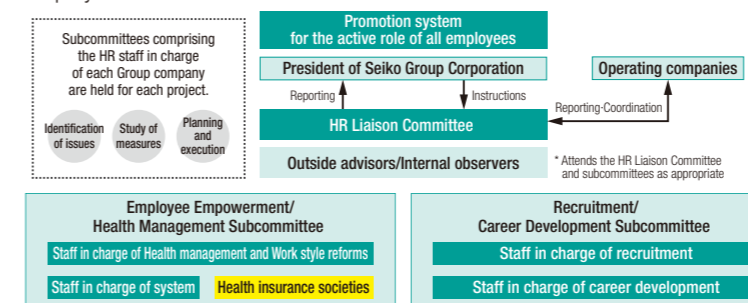 Promotion system
for the active role of all employees
Subcommittees comprising
the HR staff in charge
of each Group company
are held for each project.
Identification
of issues
Study of
measures
Planning
and
execution
President of Seiko Group Corporation
Operating companies
Reporting
Instructions
Reporting·Coordination
HR Liaison Committee
Outside advisors/Internal observers
* Attends the HR Liaison Committee
and subcommittees as appropriate
Employee Empowerment/
Health Management Subcommittee
Staff in charge of Health management and Work style reforms
Staff in charge of system
Health insurance societies
Recruitment/
Career Development Subcommittee
Staff in charge of recruitment
Staff in charge of career development